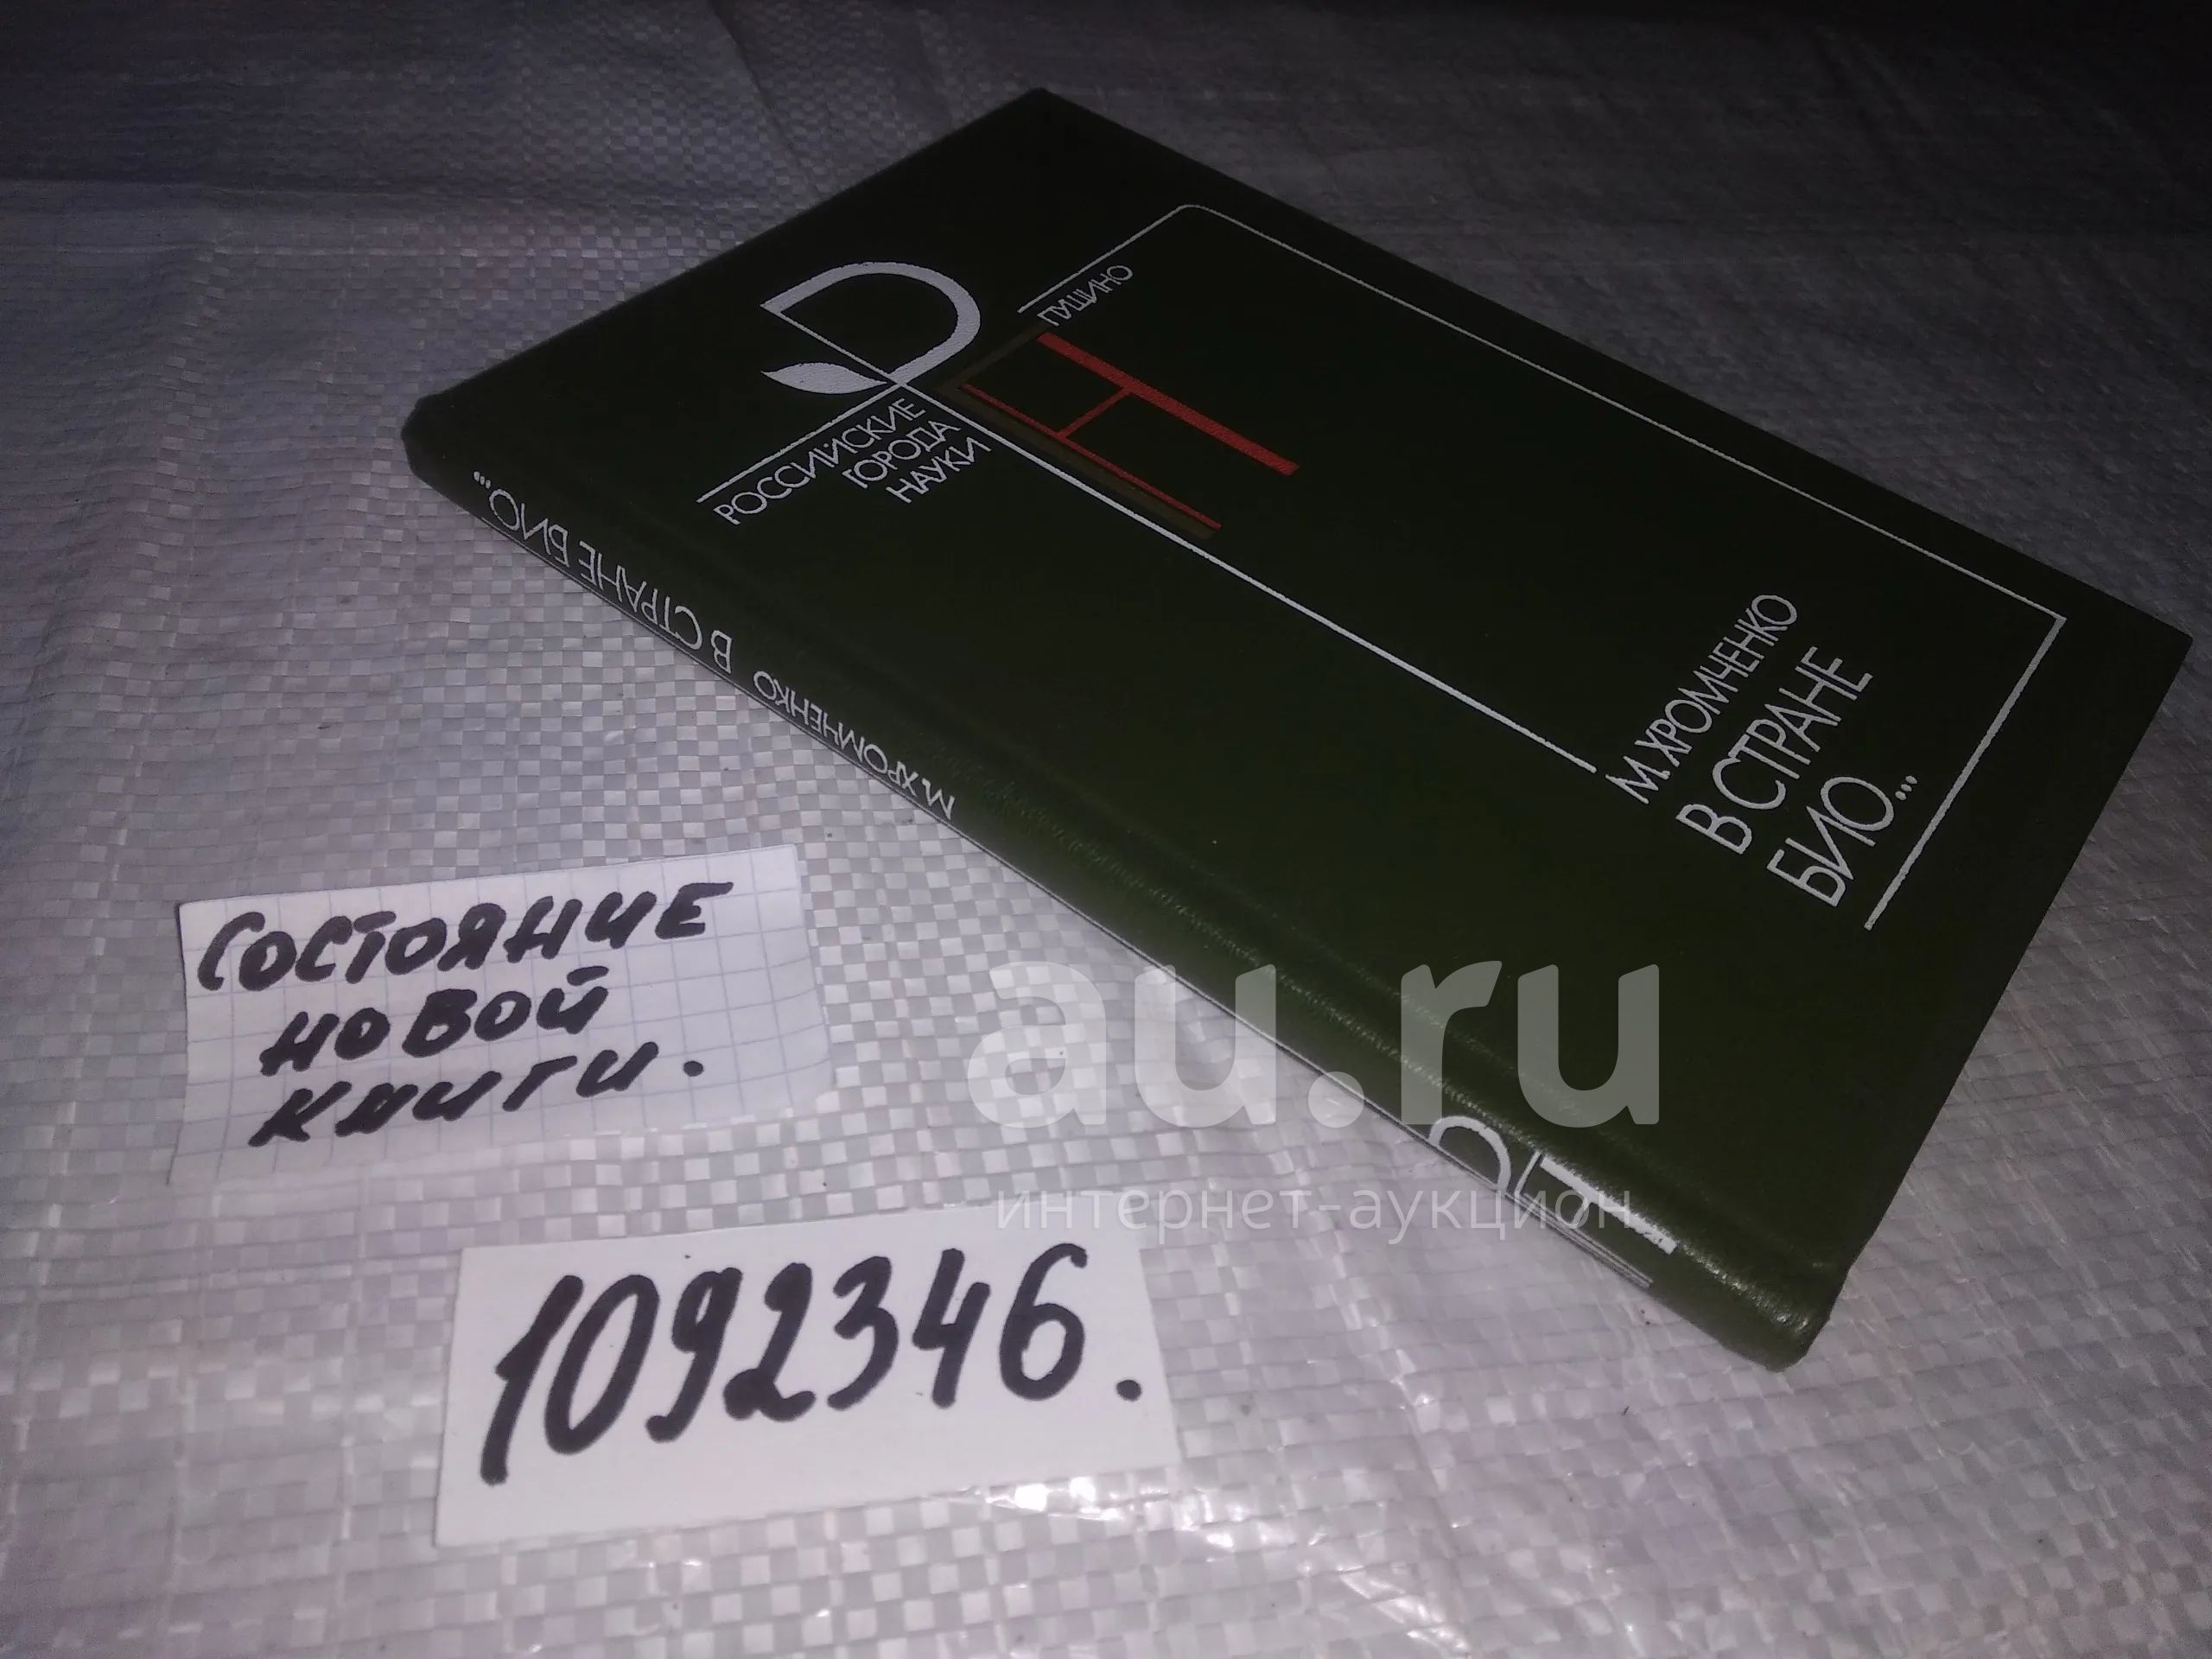 ПУЩИНО
РОССИЙСКИЕ
ГОРОДА
НАУКИ
М. ХРОМЧЕНКО
В СТРАНЕ
БИО...
М. ХРОМЧЕНКО В СТРАНЕ БИО...
СОСТОЯНИЕ
НОВОЙ
КНИГИ.
1092346.
au.ru
интернет-аукцион